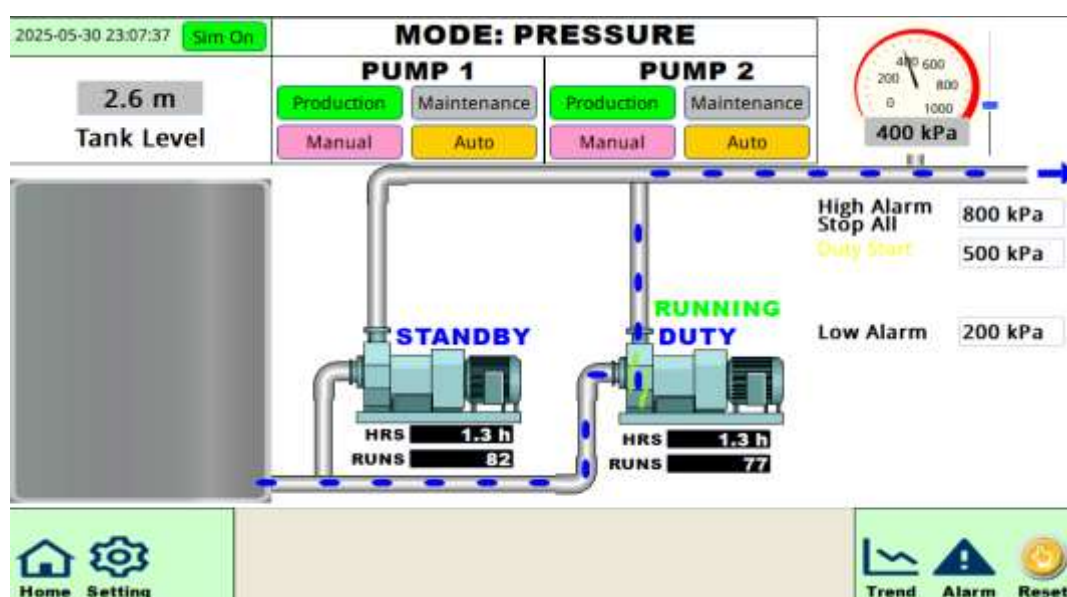 2025-05-30 23:07:37 Sim On
MODE: PRESSURE
PUMP 1
PUMP 2
Production Maintenance
Production Maintenance
Manual Auto
Manual Auto
2.6 m
Tank Level
0 200 400 600 800 1000
400 kPa
High Alarm
Stop All
800 kPa
Duty Start 500 kPa
Low Alarm 200 kPa
STANDBY
RUNNING
DUTY
HRS 1.3 h
RUNS 82
HRS 1.3 h
RUNS 77
Home Setting
Trend Alarm Reset